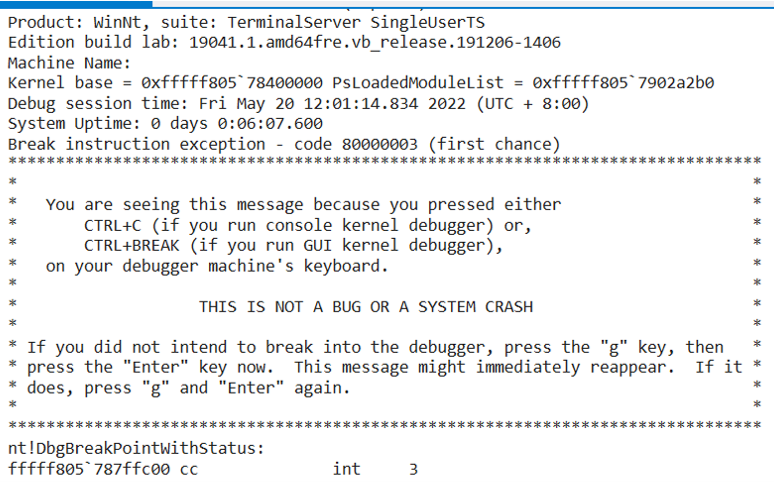 Product: WinNt, suite: TerminalServer SingleUserTS
Edition build lab: 19041.1.amd64fre.vb_release.191206-1406
Machine Name:
Kernel base = 0xfffff805`78400000 PsLoadedModuleList = 0xfffff805`7902a2b0
Debug session time: Fri May 20 12:01:14.834 2022 (UTC + 8:00)
System Uptime: 0 days 0:06:07.600
Break instruction exception - code 80000003 (first chance)
*******************************************************************************
*                                                                             *
*   You are seeing this message because you pressed either                    *
*       CTRL+C (if you run console kernel debugger) or,                       *
*       CTRL+BREAK (if you run GUI kernel debugger),                          *
*   on your debugger machine's keyboard.                                      *
*                                                                             *
*                   THIS IS NOT A BUG OR A SYSTEM CRASH                       *
*                                                                             *
* If you did not intend to break into the debugger, press the "g" key, then   *
* press the "Enter" key now.  This message might immediately reappear.  If it *
* does, press "g" and "Enter" again.                                          *
*                                                                             *
*******************************************************************************
nt!DbgBreakPointWithStatus:
fffff805`787ffc00 cc              int     3